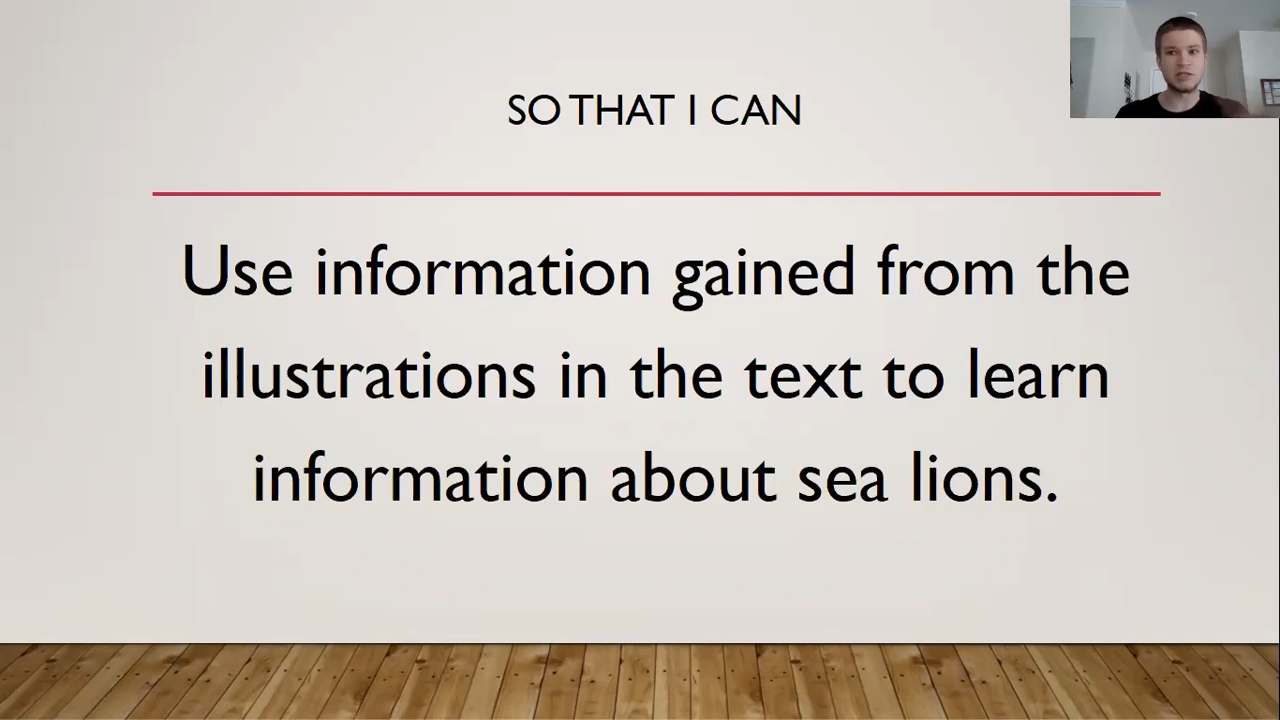 SO THAT I CAN
Use information gained from the
illustrations in the text to learn
information about sea lions.